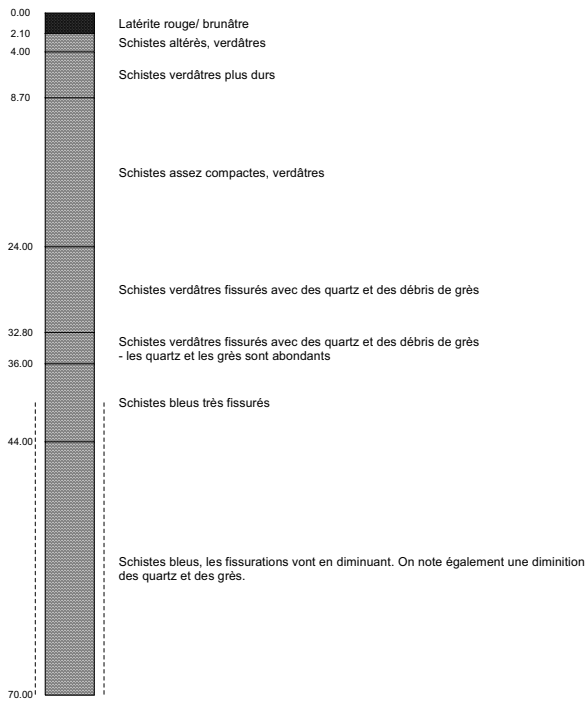 0.00
Latérite rouge/ brunâtre
2.10
Schistes altérès, verdâtres
4.00
Schistes verdâtres plus durs
8.70
Schistes assez compactes, verdâtres
24.00
Schistes verdâtres fissurés avec des quartz et des débris de grès
32.80
Schistes verdâtres fissurés avec des quartz et des débris de grès
- les quartz et les grès sont abondants
36.00
Schistes bleus très fissurés
44.00
Schistes bleus, les fissurations vont en diminuant. On note également une diminition
des quartz et des grès.
70.00